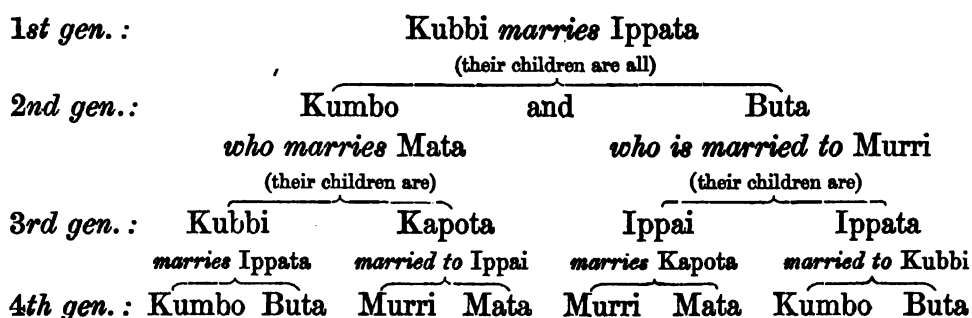 1st gen. : Kubbi marries Ippata
(their children are all)
2nd gen.: Kumbo and Buta
who marries Mata who is married to Murri
(their children are) (their children are)
3rd gen. : Kubbi Kapota Ippai Ippata
marries Ippata married to Ippai marries Kapota married to Kubbi
4th gen. : Kumbo Buta Murri Mata Murri Mata Kumbo Buta